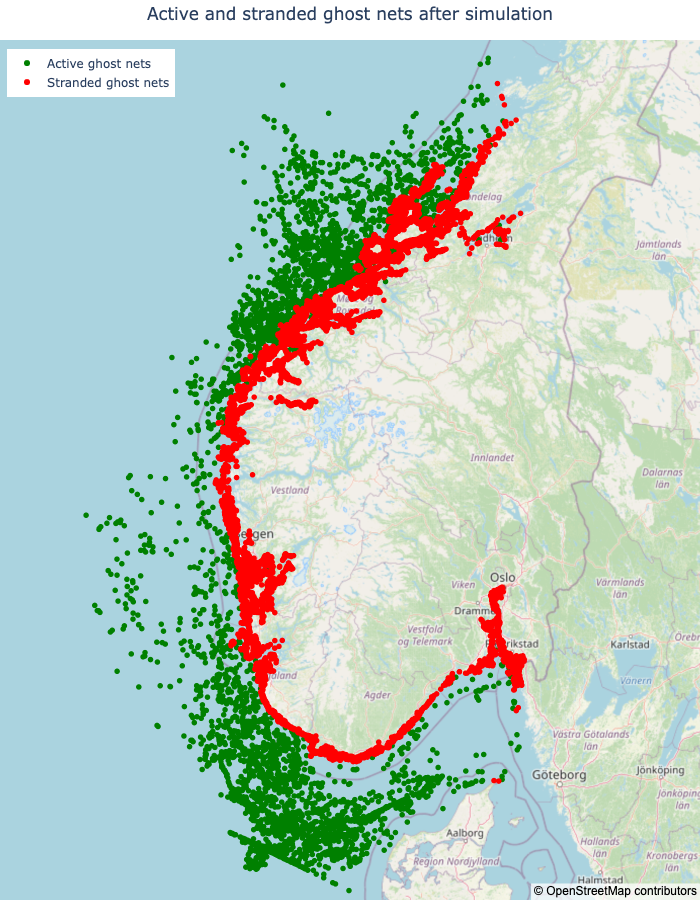 Active and stranded ghost nets after simulation
Active ghost nets
Stranded ghost nets
Jämtlands
län
Innlandet
Dalarnas
län
Vestland
Oslo
Viken
Värmlands
län
Vestfold
og Telemark
Karlstad
Vänern
Agder
Västra Götalands
län
Göteborg
Jönköping
Aalborg
Region Nordjylland
Hallands
län
Kronobergs
län
Halmstad
© OpenStreetMap contributors